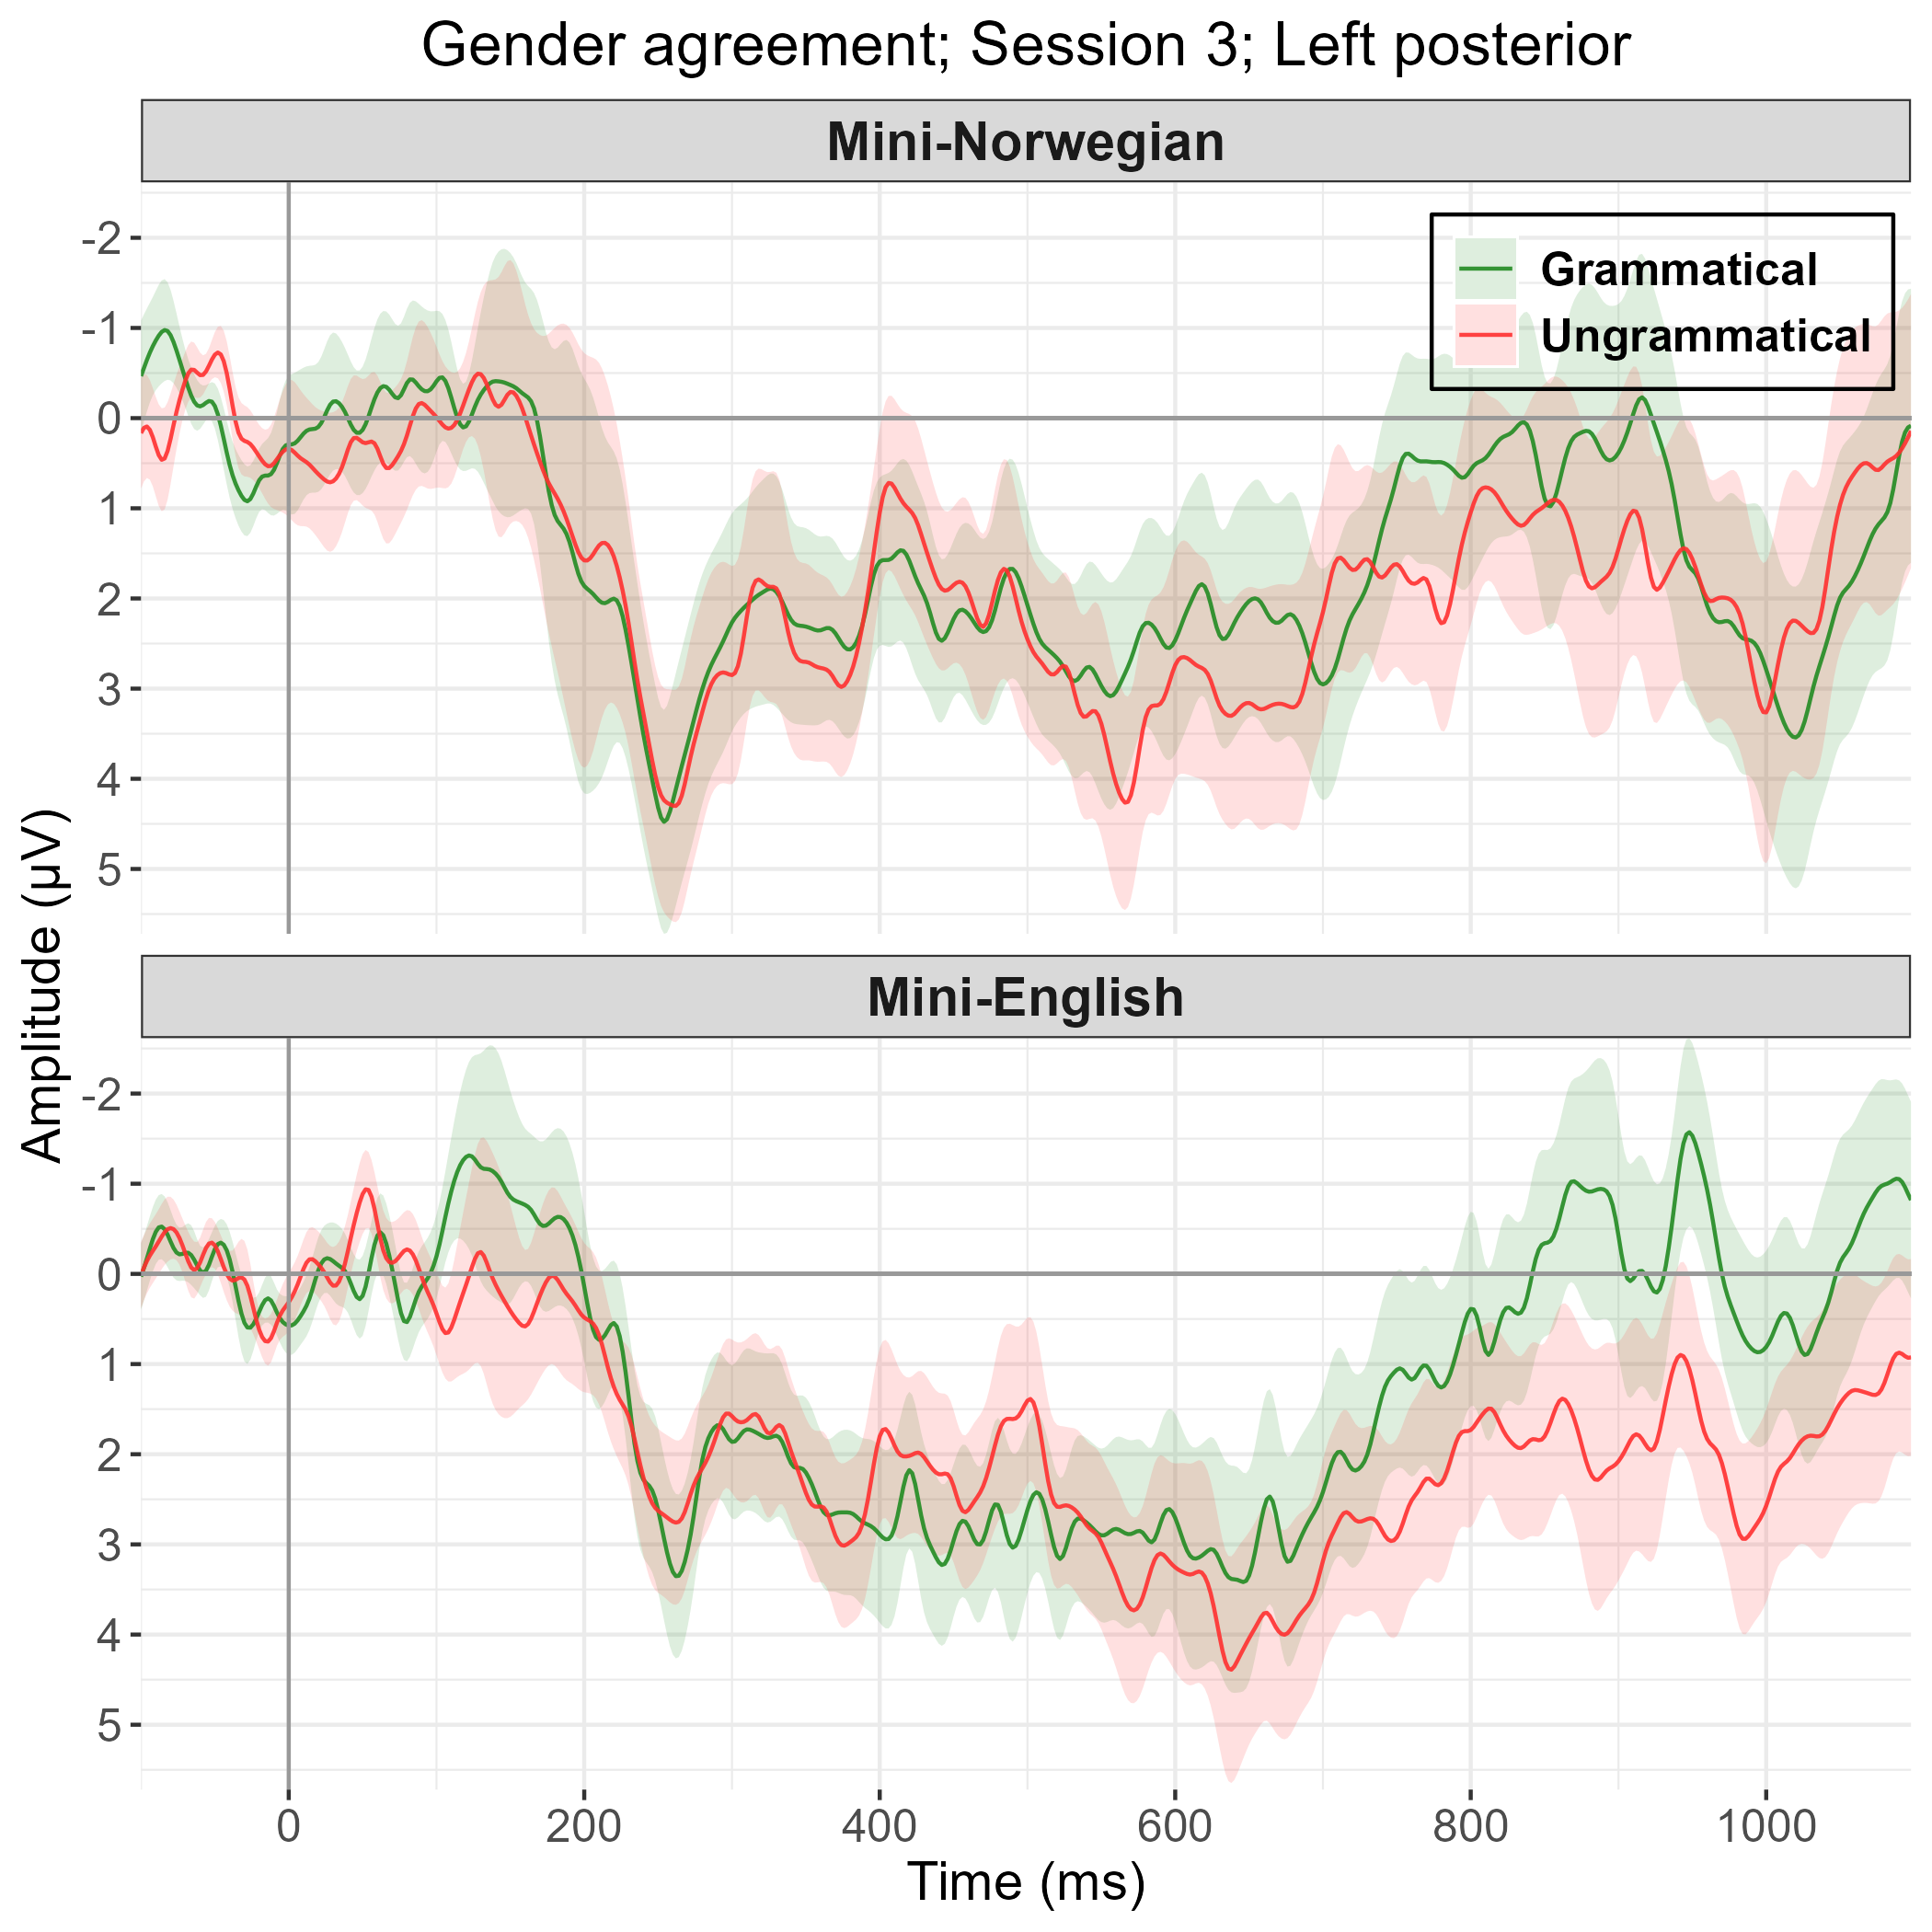 Gender agreement; Session 3; Left posterior
Mini-Norwegian
Grammatical
Ungrammatical
-2
-1
0
1
2
3
4
5
Amplitude (µV)
Mini-English
-2
-1
0
1
2
3
4
5
0 200 400 600 800 1000
Time (ms)